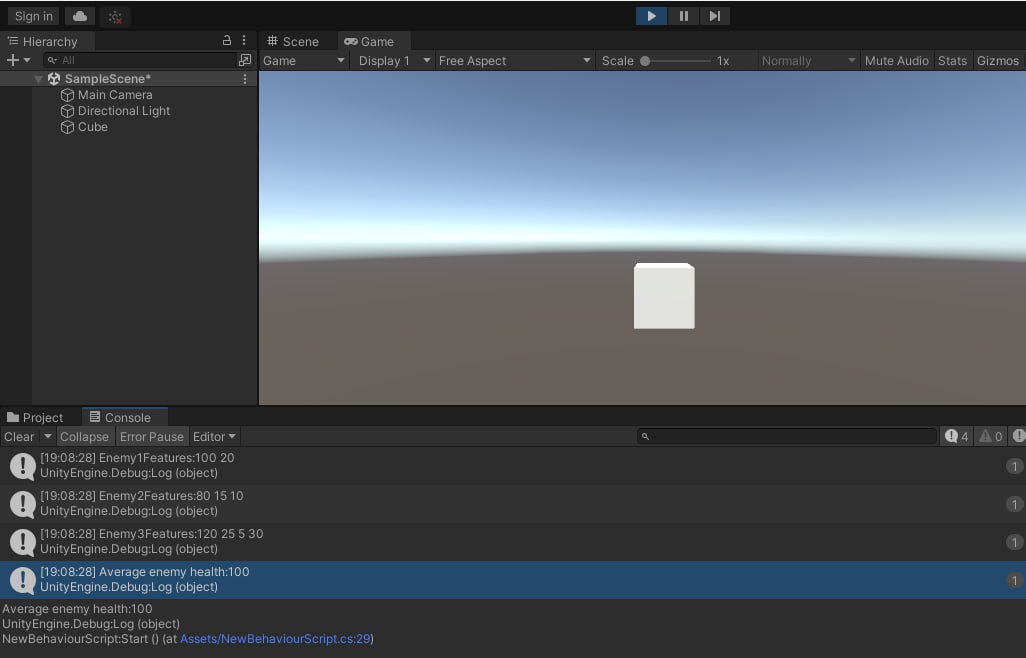 Sign in
Hierarchy
Scene
Game
All
Game
Display 1
Free Aspect
Scale
1x
Normally
Mute Audio
Stats
Gizmos
SampleScene*
Main Camera
Directional Light
Cube
Project
Console
Clear
Collapse
Error Pause
Editor
4
0
[19:08:28] Enemy1Features:100 20
UnityEngine.Debug:Log (object)
1
[19:08:28] Enemy2Features:80 15 10
UnityEngine.Debug:Log (object)
1
[19:08:28] Enemy3Features:120 25 5 30
UnityEngine.Debug:Log (object)
1
[19:08:28] Average enemy health:100
UnityEngine.Debug:Log (object)
1
Average enemy health:100
UnityEngine.Debug:Log (object)
NewBehaviourScript:Start () (at Assets/NewBehaviourScript.cs:29)